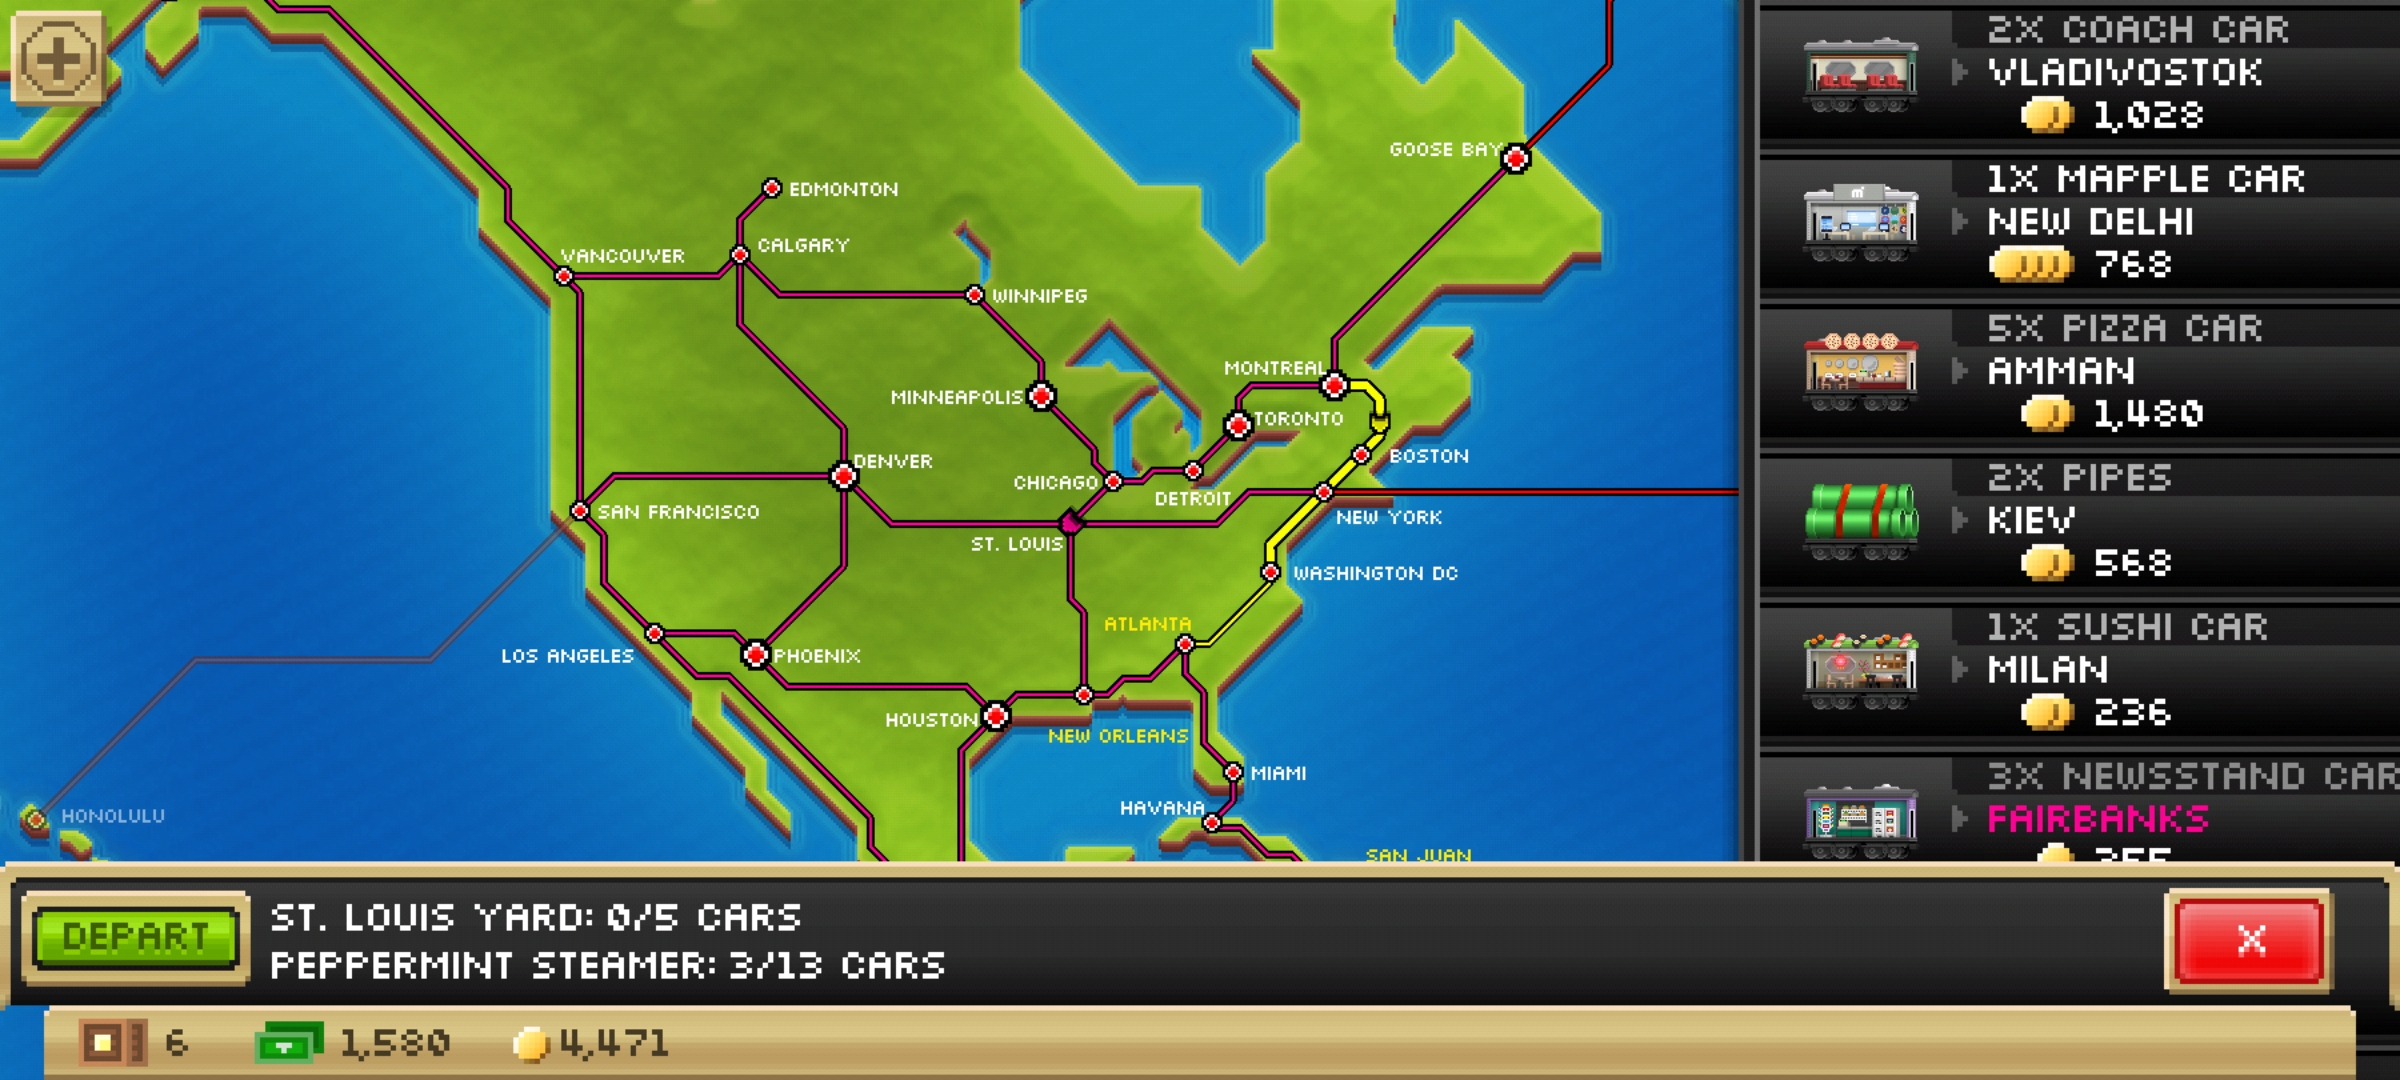 2X COACH CAR
VLADIVOSTOK
1,028
1X MAPPLE CAR
NEW DELHI
768
5X PIZZA CAR
AMMAN
1,480
2X PIPES
KIEV
568
1X SUSHI CAR
MILAN
236
3X NEWSSTAND CAR
FAIRBANKS
GOOSE BAY
EDMONTON
CALGARY
VANCOUVER
WINNIPEG
MONTREAL
MINNEAPOLIS
TORONTO
BOSTON
DENVER
CHICAGO
DETROIT
SAN FRANCISCO
NEW YORK
ST. LOUIS
WASHINGTON DC
ATLANTA
LOS ANGELES
PHOENIX
HOUSTON
NEW ORLEANS
MIAMI
HAVANA
HONOLULU
SAN JUAN
DEPART
ST. LOUIS YARD: 0/5 CARS
PEPPERMINT STEAMER: 3/13 CARS
X
6
1,580
4,471